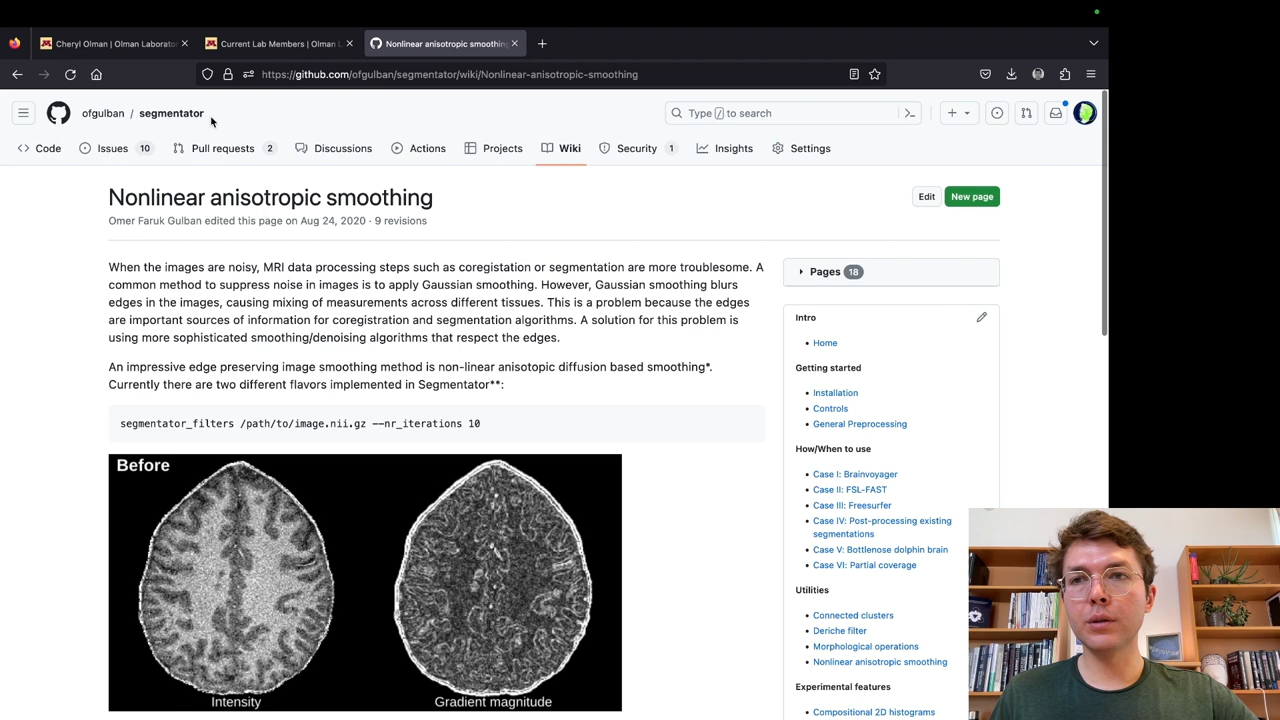 Cheryl Olman | Olman Laborator
Current Lab Members | Olman L
Nonlinear anisotropic smoothing
https://github.com/ofgulban/segmentator/wiki/Nonlinear-anisotropic-smoothing
ofgulban / segmentator
Type / to search
Code
Issues 10
Pull requests 2
Discussions
Actions
Projects
Wiki
Security 1
Insights
Settings
Nonlinear anisotropic smoothing
Edit
New page
Omer Faruk Gulban edited this page on Aug 24, 2020 · 9 revisions
When the images are noisy, MRI data processing steps such as coregistation or segmentation are more troublesome. A
common method to suppress noise in images is to apply Gaussian smoothing. However, Gaussian smoothing blurs
edges in the images, causing mixing of measurements across different tissues. This is a problem because the edges
are important sources of information for coregistration and segmentation algorithms. A solution for this problem is
using more sophisticated smoothing/denoising algorithms that respect the edges.
An impressive edge preserving image smoothing method is non-linear anisotopic diffusion based smoothing*.
Currently there are two different flavors implemented in Segmentator**:
segmentator_filters /path/to/image.nii.gz --nr_iterations 10
Before
Intensity
Gradient magnitude
Pages 18
Intro
Home
Getting started
Installation
Controls
General Preprocessing
How/When to use
Case I: Brainvoyager
Case II: FSL-FAST
Case III: Freesurfer
Case IV: Post-processing existing
segmentations
Case V: Bottlenose dolphin brain
Case VI: Partial coverage
Utilities
Connected clusters
Deriche filter
Morphological operations
Nonlinear anisotropic smoothing
Experimental features
Compositional 2D histograms